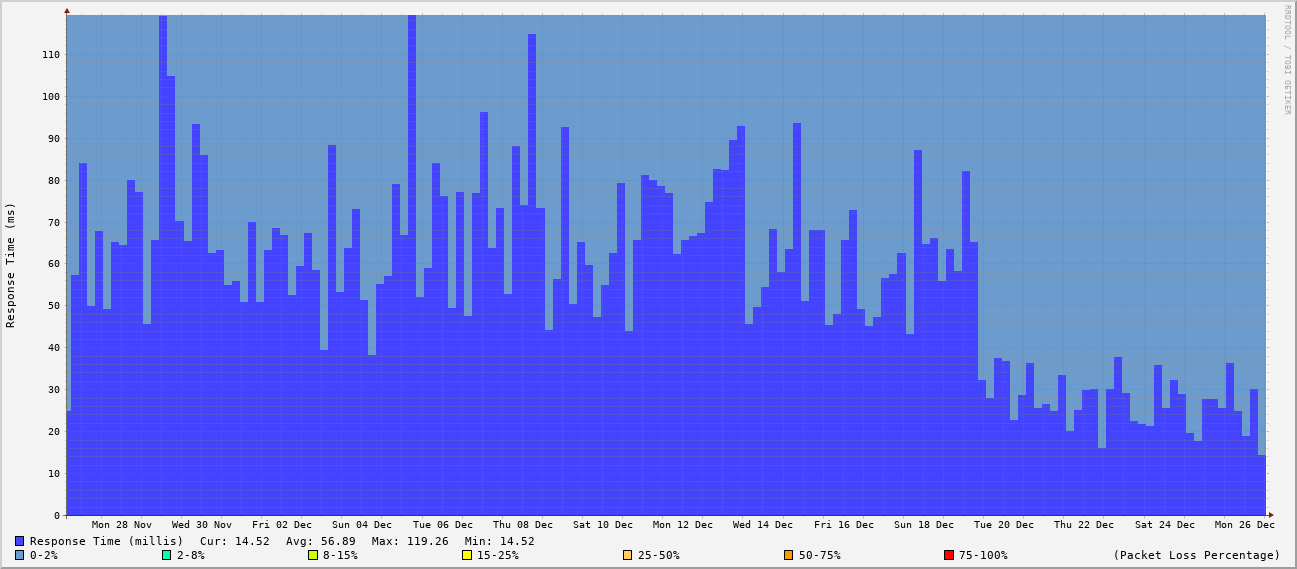 RRDTOOL / TOBI OETIKER
Response Time (ms)
110
100
90
80
70
60
50
40
30
20
10
0
Mon 28 Nov Wed 30 Nov Fri 02 Dec Sun 04 Dec Tue 06 Dec Thu 08 Dec Sat 10 Dec Mon 12 Dec Wed 14 Dec Fri 16 Dec Sun 18 Dec Tue 20 Dec Thu 22 Dec Sat 24 Dec Mon 26 Dec
Response Time (millis) Cur: 14.52 Avg: 56.89 Max: 119.26 Min: 14.52
0-2% 2-8% 8-15% 15-25% 25-50% 50-75% 75-100% (Packet Loss Percentage)